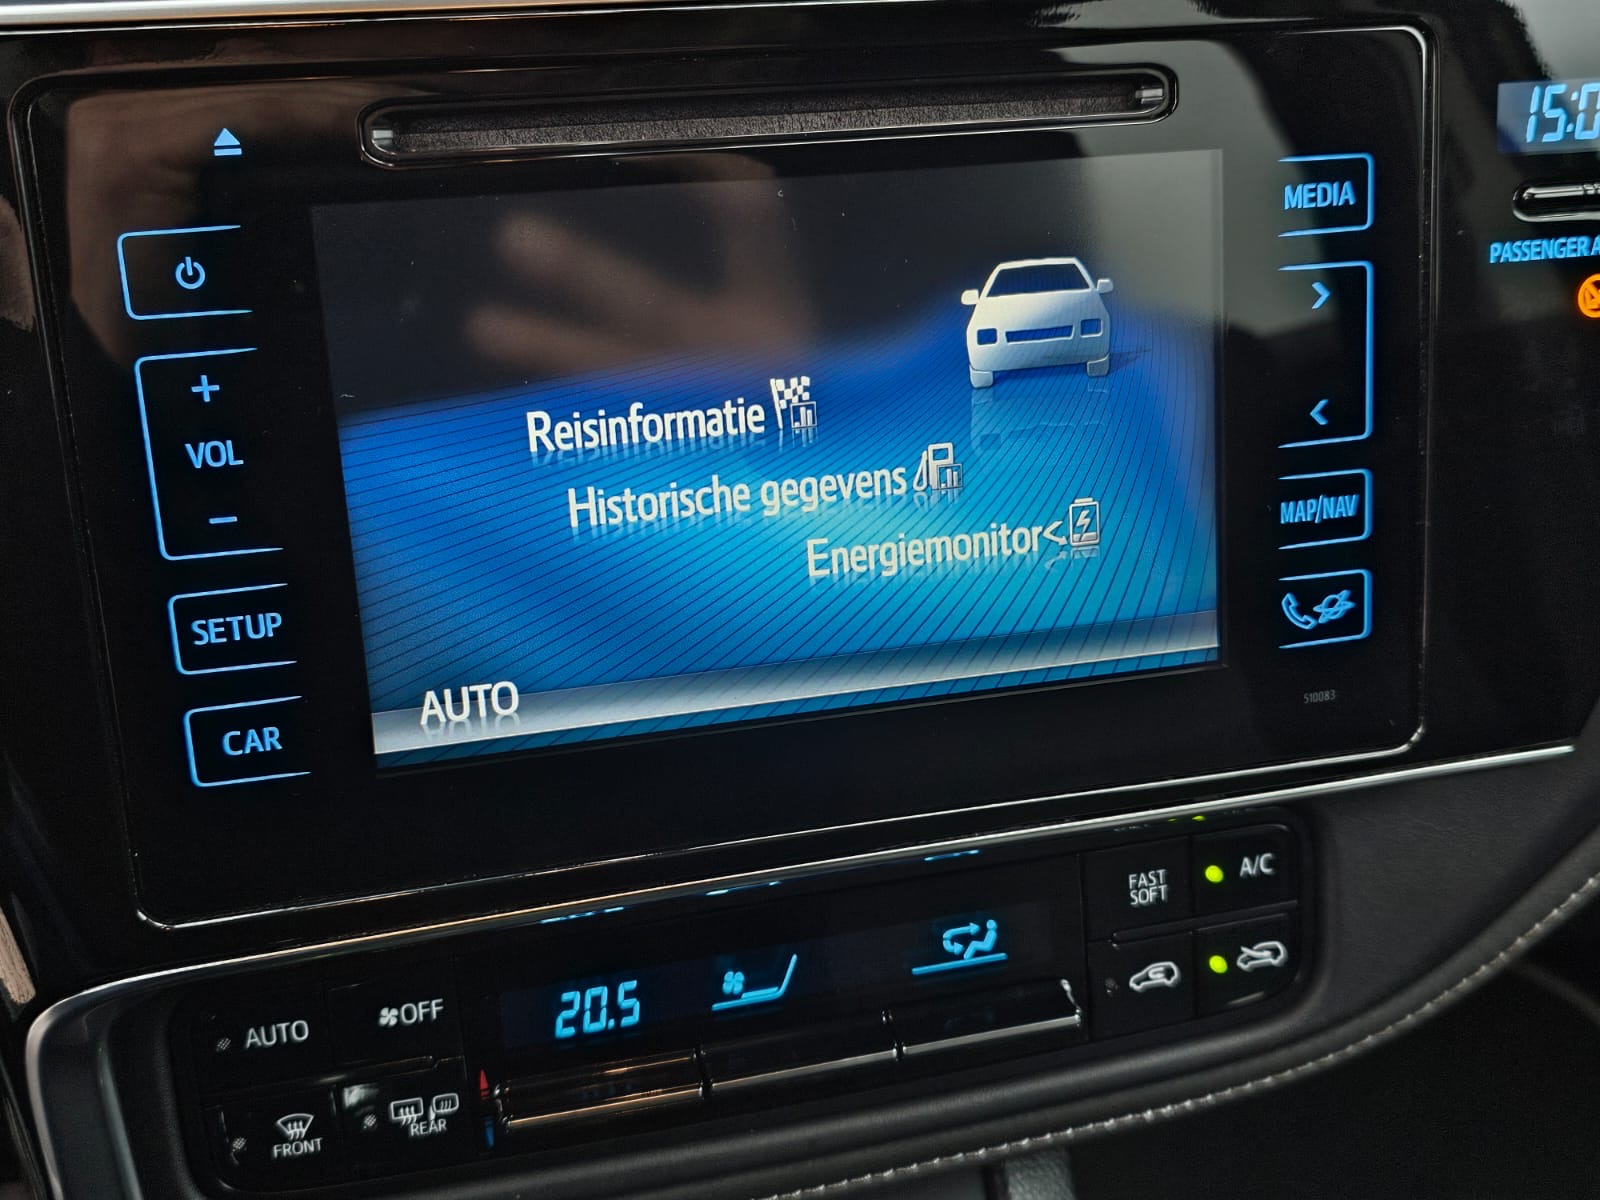 15:0
MEDIA
PASSENGER A
VOL
SETUP
CAR
Reisinformatie
Historische gegevens
Energiemonitor
AUTO
MAP/NAV
510083
FAST
SOFT
A/C
20.5
AUTO
OFF
FRONT
REAR